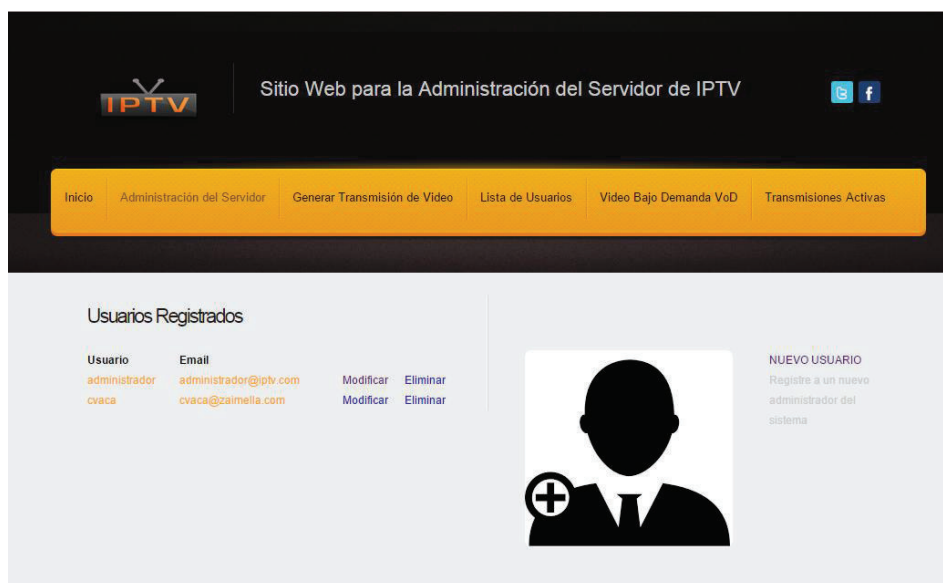 IPTV
Sitio Web para la Administración del Servidor de IPTV
Inicio Administración del Servidor Generar Transmisión de Video Lista de Usuarios Video Bajo Demanda VoD Transmisiones Activas
Usuarios Registrados
Usuario Email
administrador administrador@iptv.com Modificar Eliminar
cvaca cvaca@zaimella.com Modificar Eliminar
NUEVO USUARIO
Registre a un nuevo
administrador del
sistema